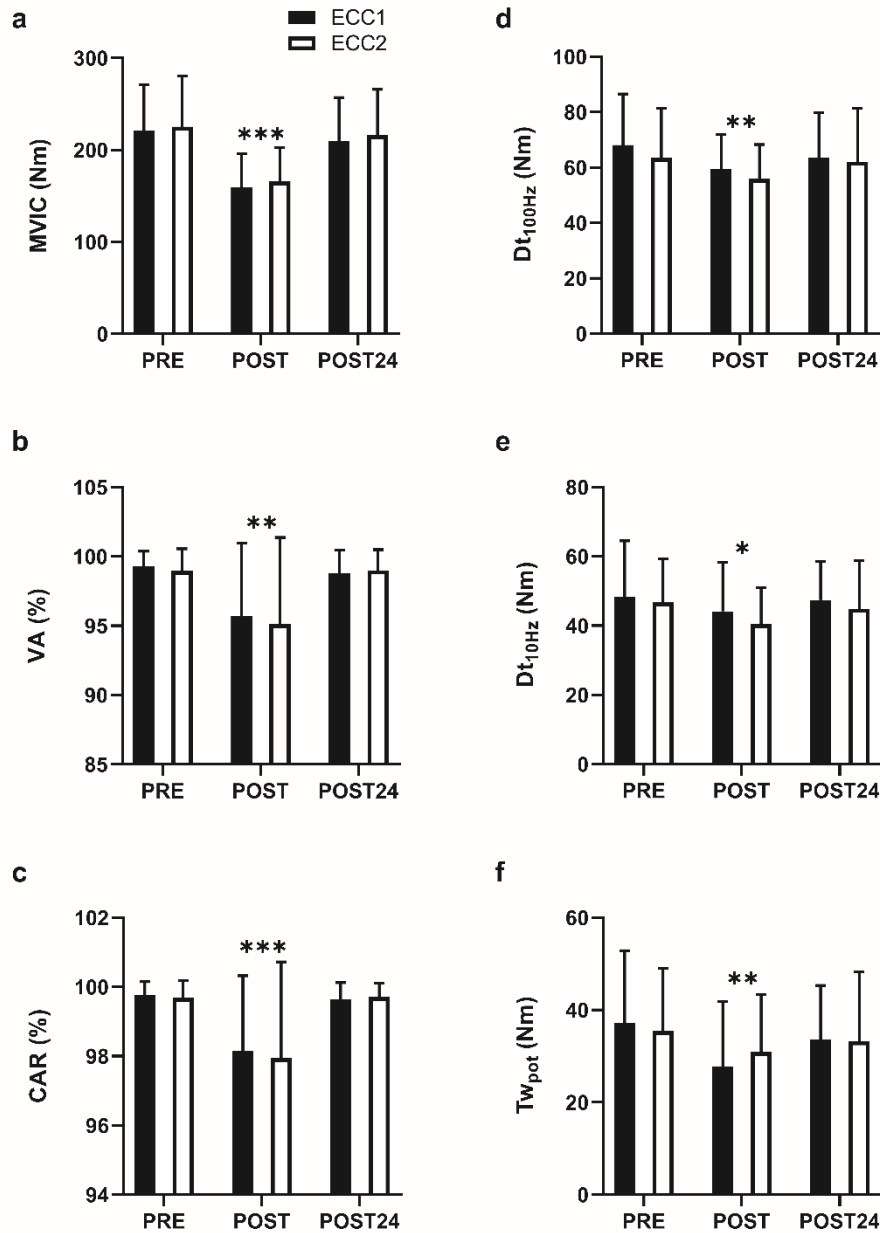 a
ECC1
ECC2
MVIC (Nm)
300
200
100
0
***
PRE POST POST24
b
VA (%)
105
100
95
90
85
**
PRE POST POST24
c
CAR (%)
102
100
98
96
94
***
PRE POST POST24
d
Dt100Hz (Nm)
100
80
60
40
20
0
**
PRE POST POST24
e
Dt10Hz (Nm)
80
60
40
20
0
*
PRE POST POST24
f
Twpot (Nm)
60
40
20
0
**
PRE POST POST24